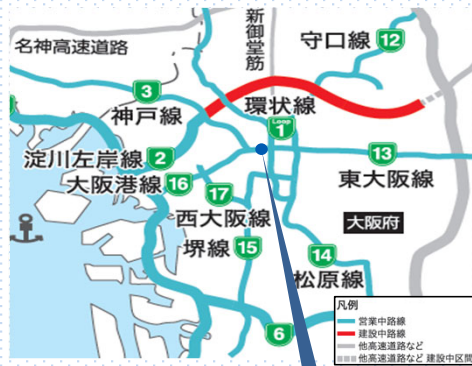 名神高速道路
新御堂筋
守口線
12
3
神戸線
環状線
Loop
1
淀川左岸線
2
13
大阪港線
16
東大阪線
17
西大阪線
大阪府
堺線
15
14
松原線
6
凡例
営業中路線
建設中路線
他高速道路など
他高速道路など 建設中区間